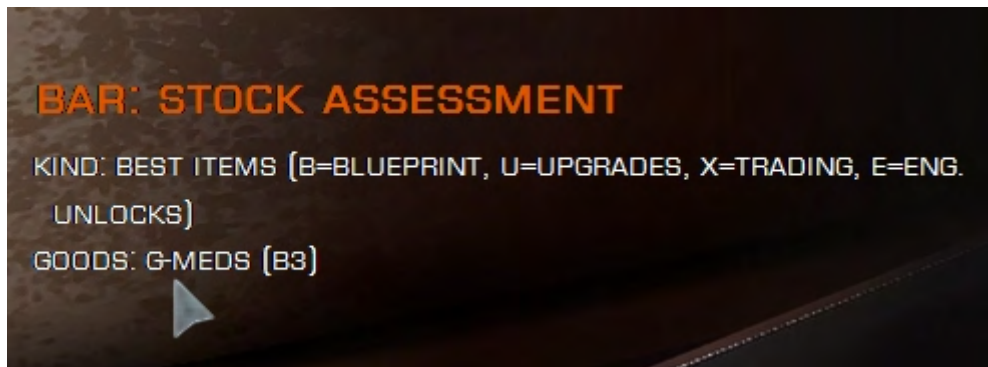 BAR: STOCK ASSESSMENT
KIND: BEST ITEMS (B=BLUEPRINT, U=UPGRADES, X=TRADING, E=ENG.
UNLOCKS)
GOODS: G-MEDS (B3)